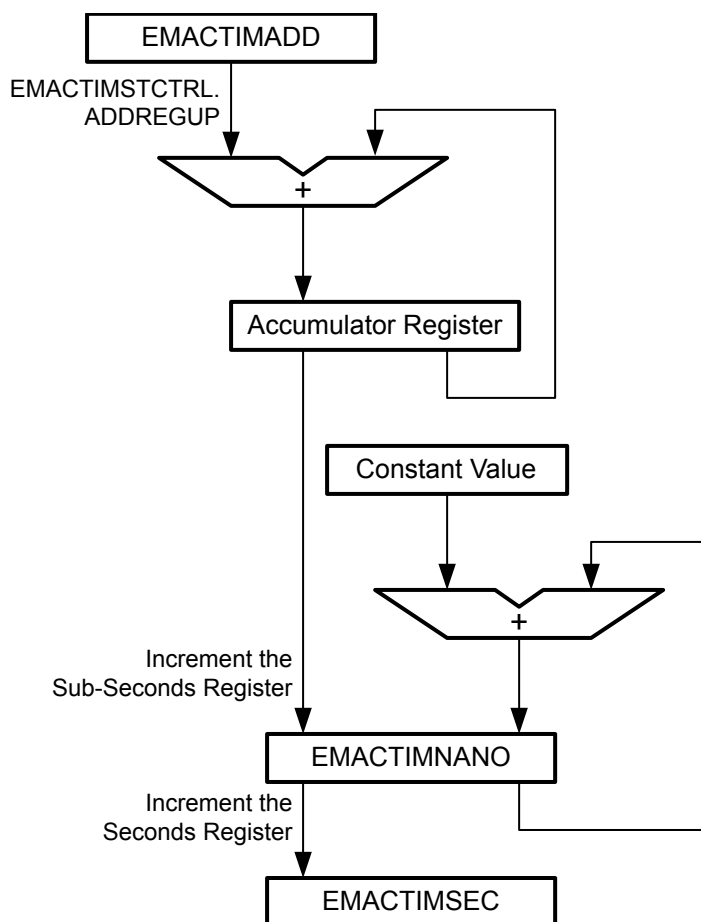 EMACTIMADD
EMACTIMSTCTRL.
ADDREGUP
+
Accumulator Register
Constant Value
+
Increment the
Sub-Seconds Register
EMACTIMNANO
Increment the
Seconds Register
EMACTIMSEC